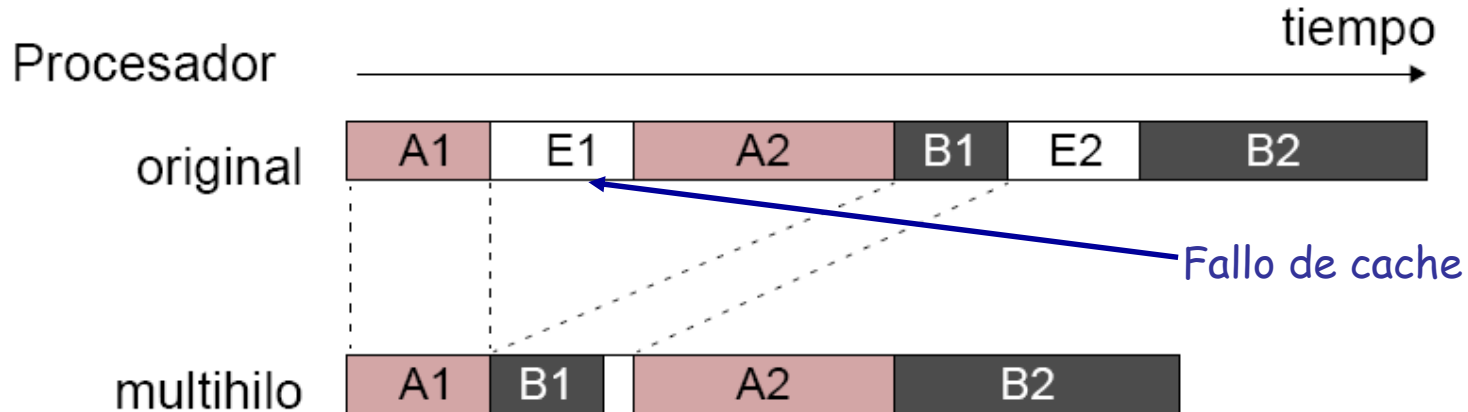 tiempo
Procesador
original A1 E1 A2 B1 E2 B2
Fallo de cache
multihilo A1 B1 A2 B2